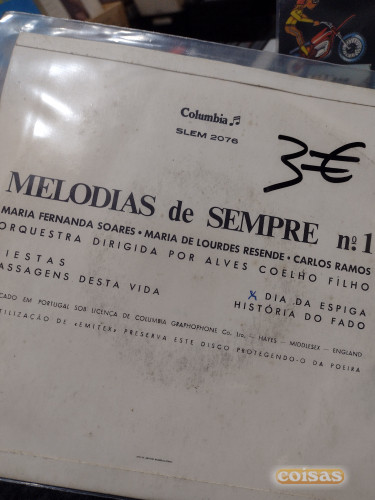 Columbia
SLEM 2076
3€
MELODIAS de SEMPRE nº 1
MARIA FERNANDA SOARES • MARIA DE LOURDES RESENDE • CARLOS RAMOS
ORQUESTRA DIRIGIDA POR ALVES COELHO FILHO
IESTAS
ASSAGENS DESTA VIDA
X DIA DA ESPIGA
HISTÓRIA DO FADO
CADO EM PORTUGAL SOB LICENÇA DE COLUMBIA GRAPHOPHONE Co. Ltd. — HAYES — MIDDLESEX — ENGLAND
TILIZAÇÃO DE «EMITEX» PRESERVA ESTE DISCO PROTEGENDO-O DA POEIRA
coisas